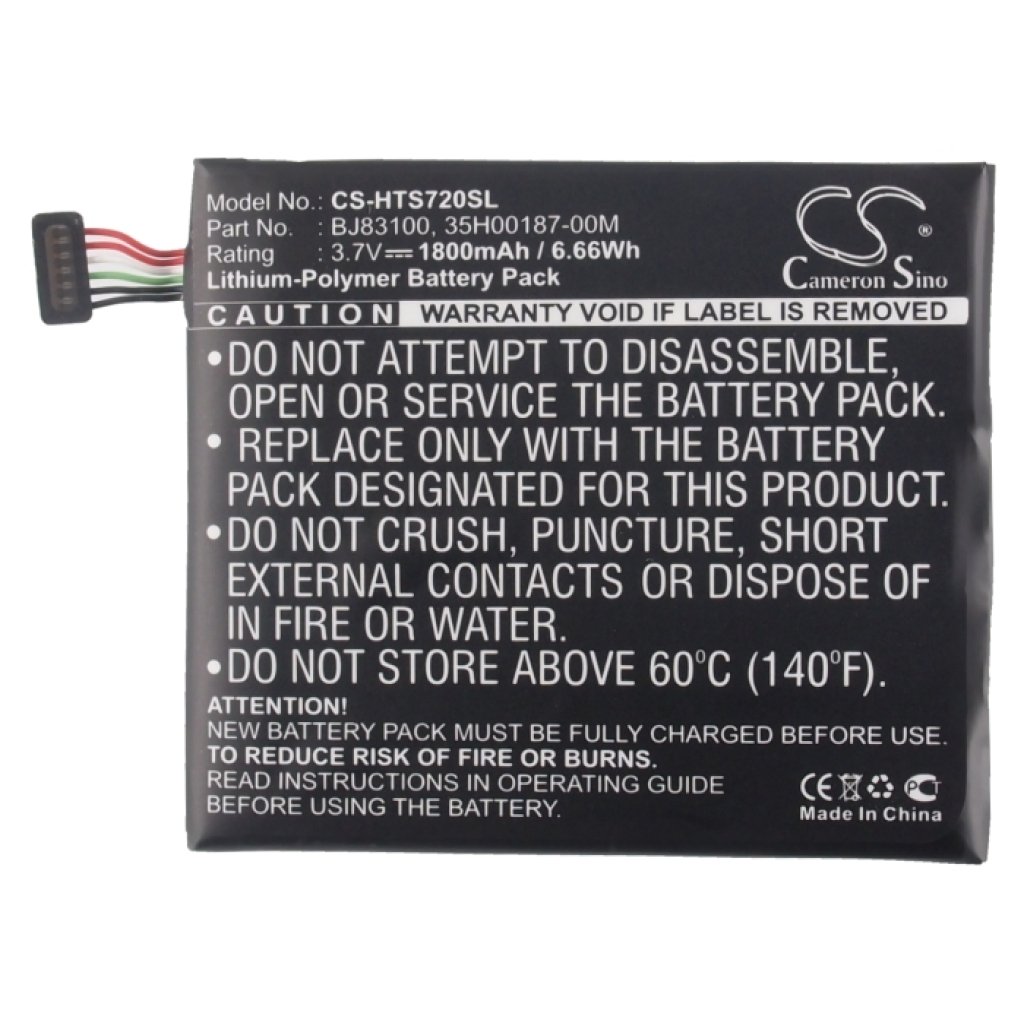 Model No.: CS-HTS720SL
Part No. : BJ83100, 35H00187-00M
Rating : 3.7V⎓1800mAh / 6.66Wh
Lithium-Polymer Battery Pack
CS
®
Cameron Sino
CAUTION WARRANTY VOID IF LABEL IS REMOVED
•DO NOT ATTEMPT TO DISASSEMBLE,
OPEN OR SERVICE THE BATTERY PACK.
• REPLACE ONLY WITH THE BATTERY
PACK DESIGNATED FOR THIS PRODUCT.
•DO NOT CRUSH, PUNCTURE, SHORT
EXTERNAL CONTACTS OR DISPOSE OF
IN FIRE OR WATER.
•DO NOT STORE ABOVE 60°C (140°F).
ATTENTION!
NEW BATTERY PACK MUST BE FULLY CHARGED BEFORE USE.
TO REDUCE RISK OF FIRE OR BURNS.
READ INSTRUCTIONS IN OPERATING GUIDE
BEFORE USING THE BATTERY.
CE PCT
Made In China